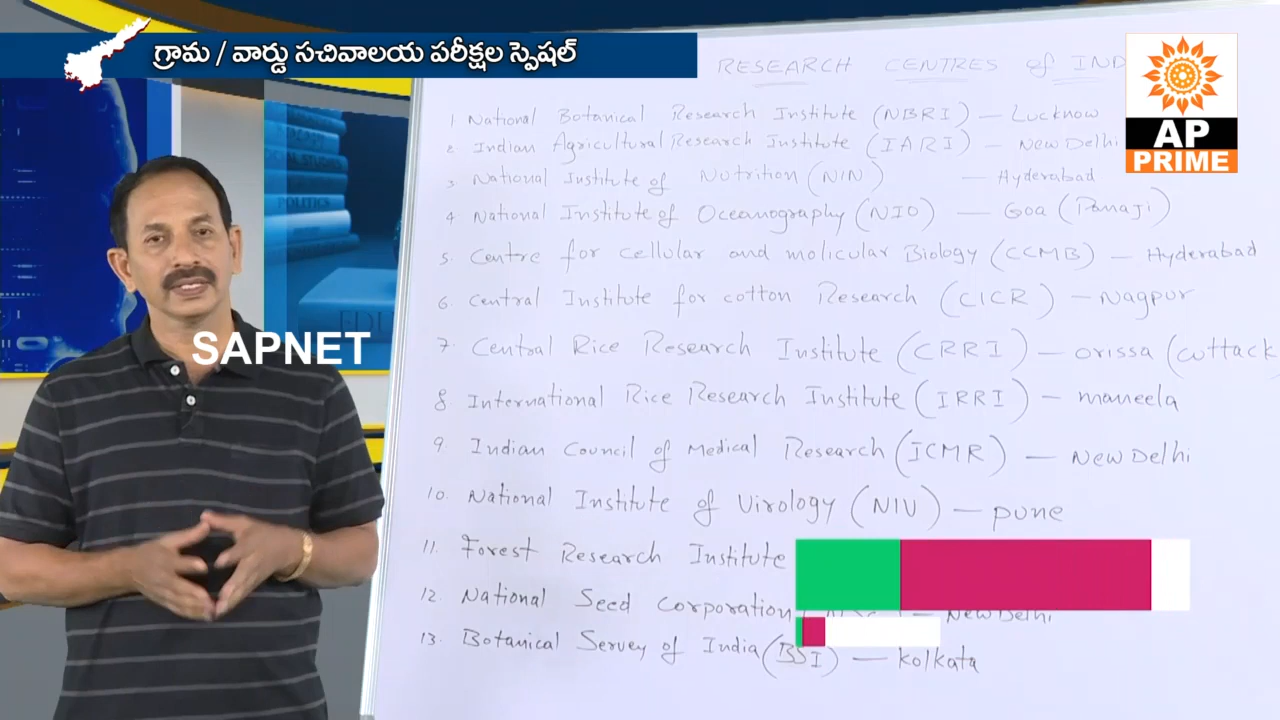 గ్రామ / వార్డు సచివాలయ పరీక్షల స్పెషల్
RESEARCH CENTRES of IND
AP
PRIME
1 National Botanical Research Institute (NBRI) — Lucknow
2. Indian Agricultural Research Institute (IARI) - New Delhi
3. National Institute of Nutrition (NIN) — Hyderabad
4. National Institute of Oceanography (NIO) — Goa (Panaji)
5 Centre for cellular and molicular Biology (CCMB) — Hyderabad
6. Central Institute for cotton Research (CICR) — Nagpur
7. Central Rice Research Institute (CRRI) — orissa (cuttack
8. International Rice Research Institute (IRRI) — maneela
9. Indian Council of Medical Research (ICMR) — New Delhi
10. National Institute of Virology (NIV) — pune
11. Forest Research Institute
12. National Seed Corporation — New Delhi
13. Botanical Servey of India (BSI) — kolkata
SAPNET
POLITICS